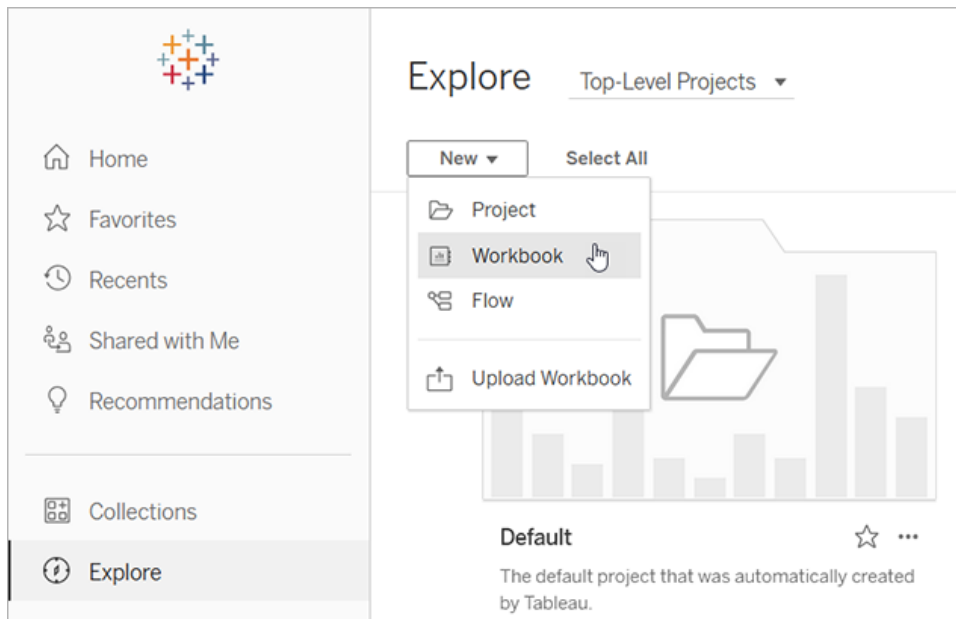 Explore
Top-Level Projects
New
Select All
Home
Favorites
Recents
Shared with Me
Recommendations
Collections
Explore
Project
Workbook
Flow
Upload Workbook
Default
The default project that was automatically created
by Tableau.